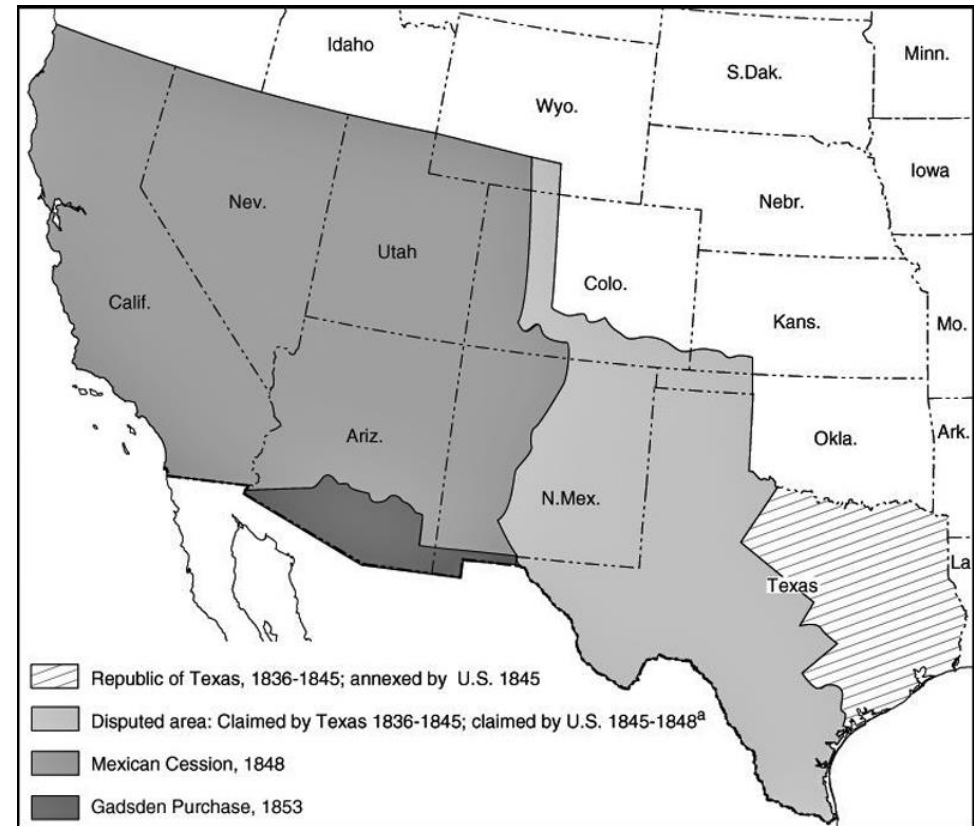 Idaho
Minn.
S.Dak.
Wyo.
Iowa
Nev.
Nebr.
Utah
Colo.
Calif.
Kans.
Mo.
Ariz.
Okla.
Ark.
N.Mex.
La
Texas
Republic of Texas, 1836-1845; annexed by U.S. 1845
Disputed area: Claimed by Texas 1836-1845; claimed by U.S. 1845-1848ª
Mexican Cession, 1848
Gadsden Purchase, 1853